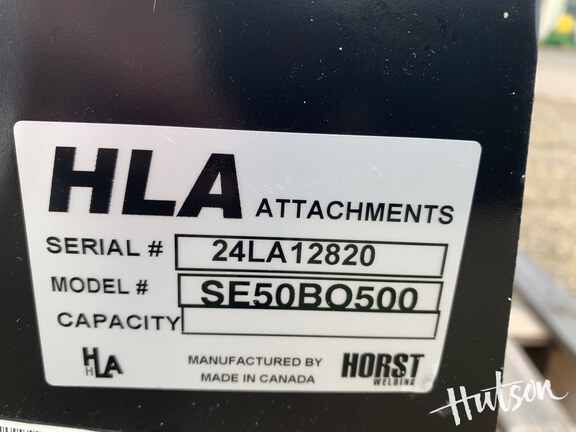 HLA ATTACHMENTS
SERIAL # 24LA12820
MODEL # SE50BO500
CAPACITY
HLA
MANUFACTURED BY
MADE IN CANADA
HORST
WELDING
Hutson